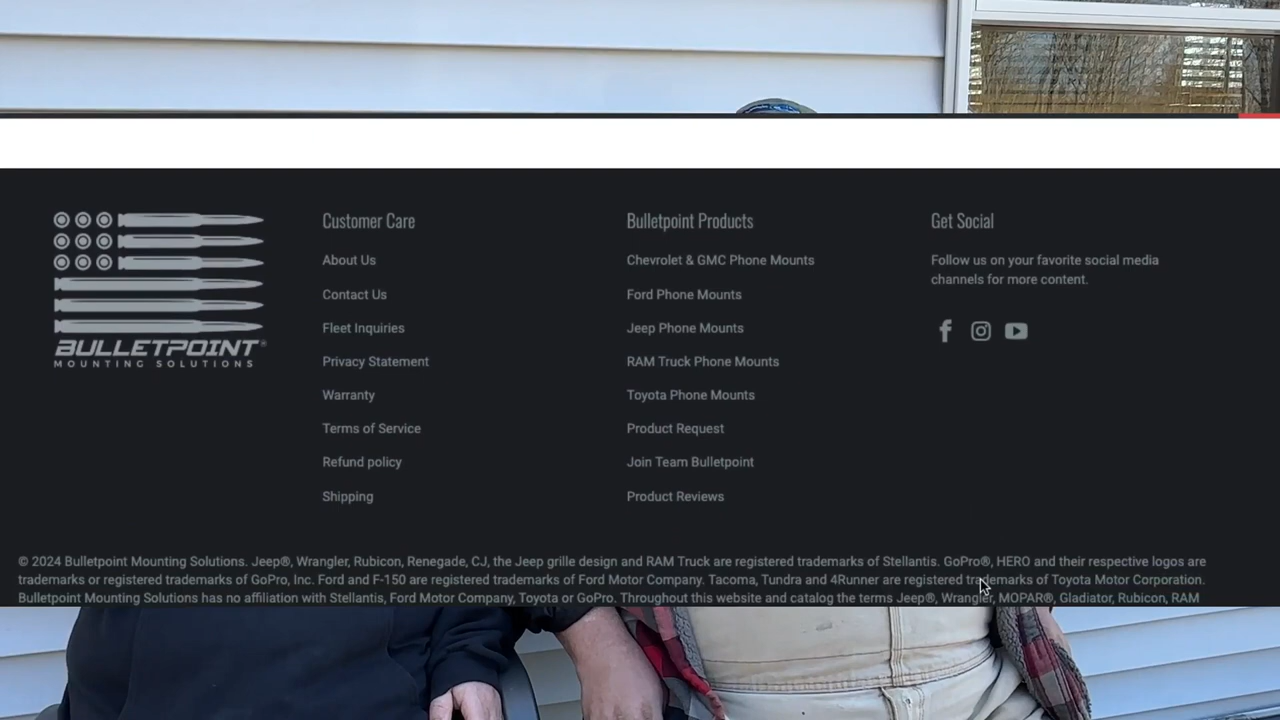 BULLETPOINT®
MOUNTING SOLUTIONS
Customer Care
About Us
Contact Us
Fleet Inquiries
Privacy Statement
Warranty
Terms of Service
Refund policy
Shipping
Bulletpoint Products
Chevrolet & GMC Phone Mounts
Ford Phone Mounts
Jeep Phone Mounts
RAM Truck Phone Mounts
Toyota Phone Mounts
Product Request
Join Team Bulletpoint
Product Reviews
Get Social
Follow us on your favorite social media
channels for more content.
© 2024 Bulletpoint Mounting Solutions. Jeep®, Wrangler, Rubicon, Renegade, CJ, the Jeep grille design and RAM Truck are registered trademarks of Stellantis. GoPro®, HERO and their respective logos are
trademarks or registered trademarks of GoPro, Inc. Ford and F-150 are registered trademarks of Ford Motor Company. Tacoma, Tundra and 4Runner are registered trademarks of Toyota Motor Corporation.
Bulletpoint Mounting Solutions has no affiliation with Stellantis, Ford Motor Company, Toyota or GoPro. Throughout this website and catalog the terms Jeep®, Wrangler, MOPAR®, Gladiator, Rubicon, RAM